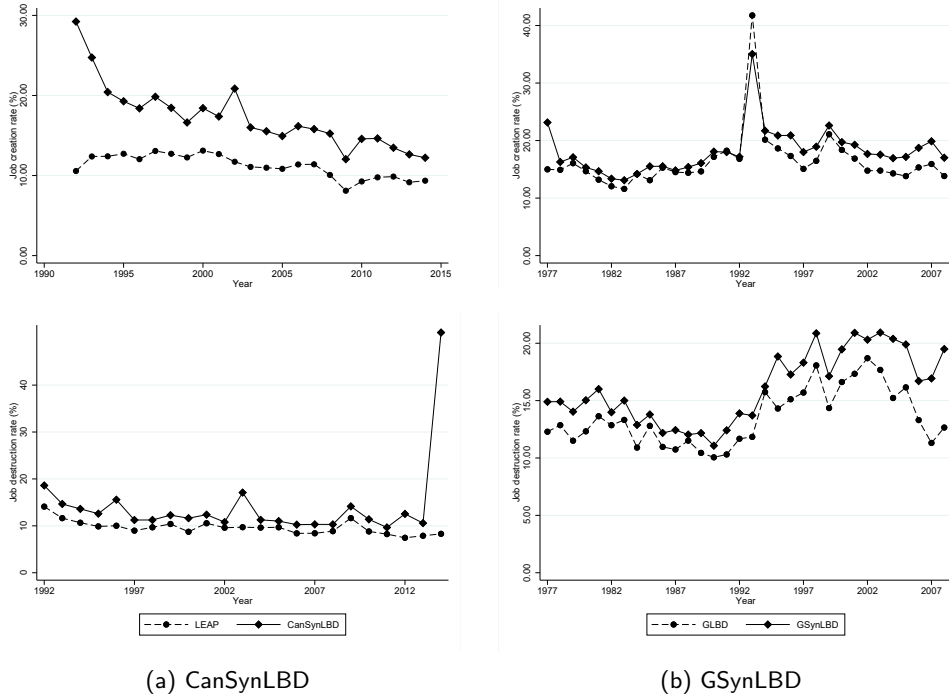 30.00
20.00
10.00
0.00
Job creation rate (%)
1990 1995 2000 2005 2010 2015
Year
40.00
30.00
20.00
10.00
0.00
Job creation rate (%)
1977 1982 1987 1992 1997 2002 2007
Year
40
30
20
10
0
Job destruction rate (%)
1992 1997 2002 2007 2012
Year
LEAP CanSynLBD
20.00
15.00
10.00
5.00
0.00
Job destruction rate (%)
1977 1982 1987 1992 1997 2002 2007
Year
GLBD GSynLBD
(a) CanSynLBD
(b) GSynLBD